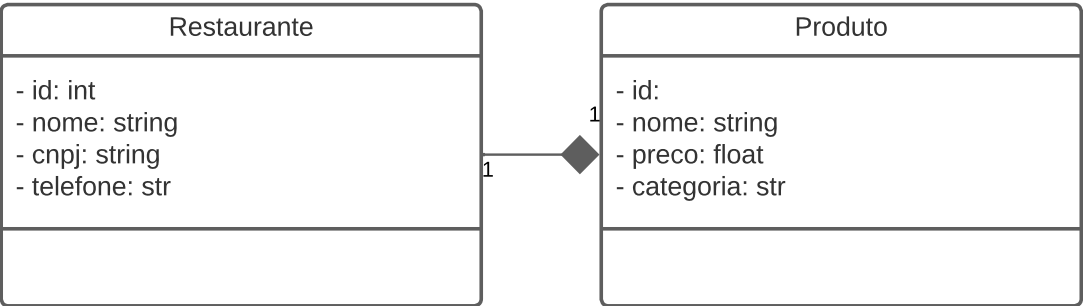 Restaurante
- id: int
- nome: string
- cnpj: string
- telefone: str
1
1
Produto
- id:
- nome: string
- preco: float
- categoria: str